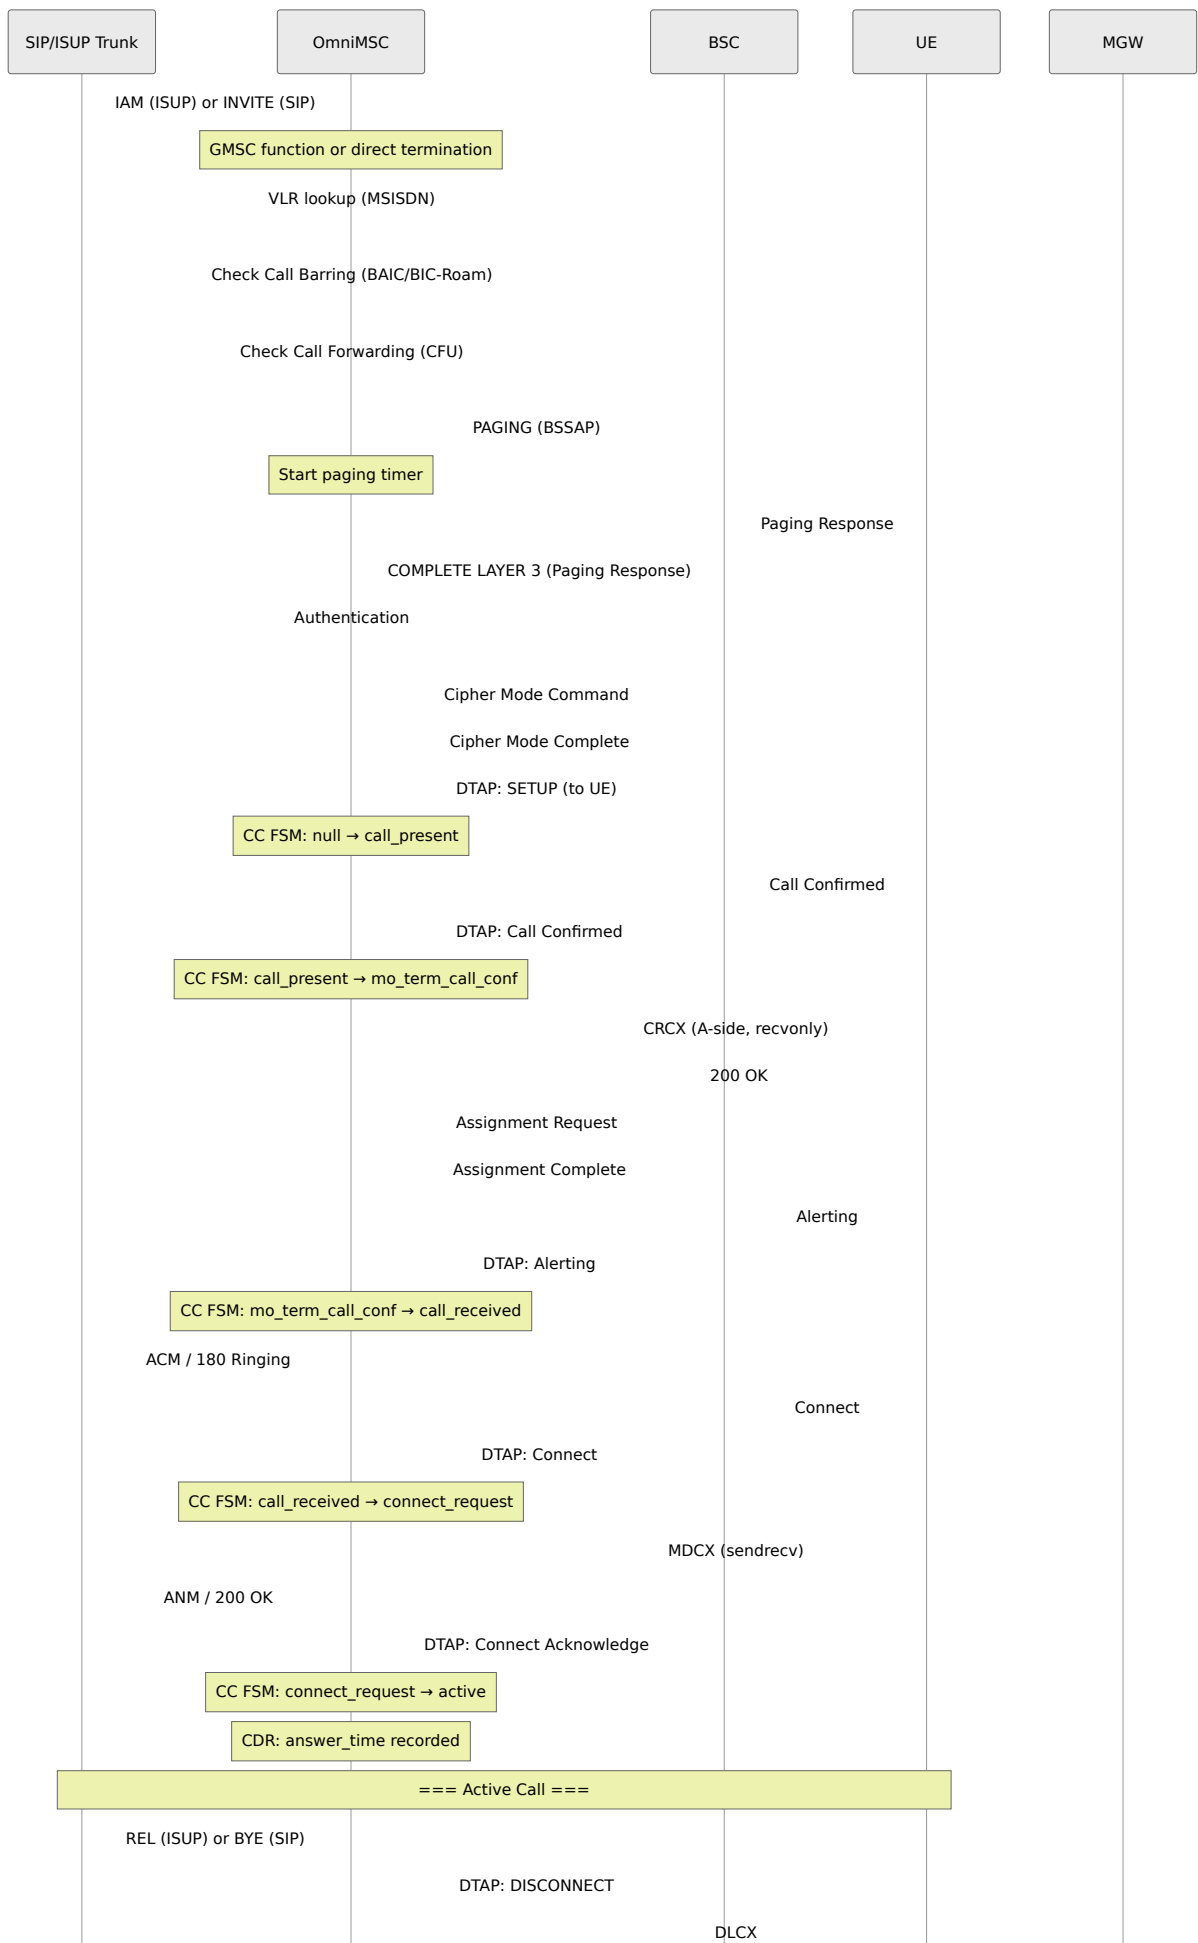 SIP/ISUP Trunk
OmniMSC
BSC
UE
MGW
IAM (ISUP) or INVITE (SIP)
GMSC function or direct termination
VLR lookup (MSISDN)
Check Call Barring (BAIC/BIC-Roam)
Check Call Forwarding (CFU)
PAGING (BSSAP)
Start paging timer
Paging Response
COMPLETE LAYER 3 (Paging Response)
Authentication
Cipher Mode Command
Cipher Mode Complete
DTAP: SETUP (to UE)
CC FSM: null → call_present
Call Confirmed
DTAP: Call Confirmed
CC FSM: call_present → mo_term_call_conf
CRCX (A-side, recvonly)
200 OK
Assignment Request
Assignment Complete
Alerting
DTAP: Alerting
CC FSM: mo_term_call_conf → call_received
ACM / 180 Ringing
Connect
DTAP: Connect
CC FSM: call_received → connect_request
MDCX (sendrecv)
ANM / 200 OK
DTAP: Connect Acknowledge
CC FSM: connect_request → active
CDR: answer_time recorded
=== Active Call ===
REL (ISUP) or BYE (SIP)
DTAP: DISCONNECT
DLCX